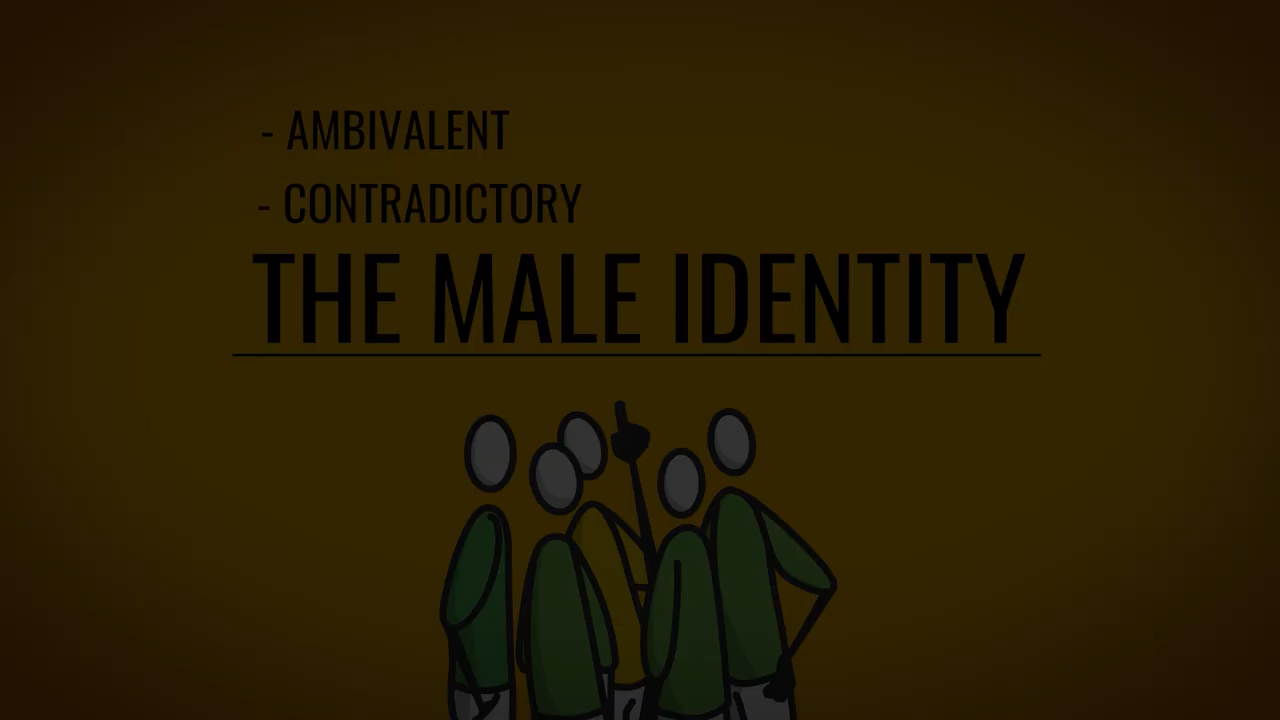 - AMBIVALENT
- CONTRADICTORY
THE MALE IDENTITY